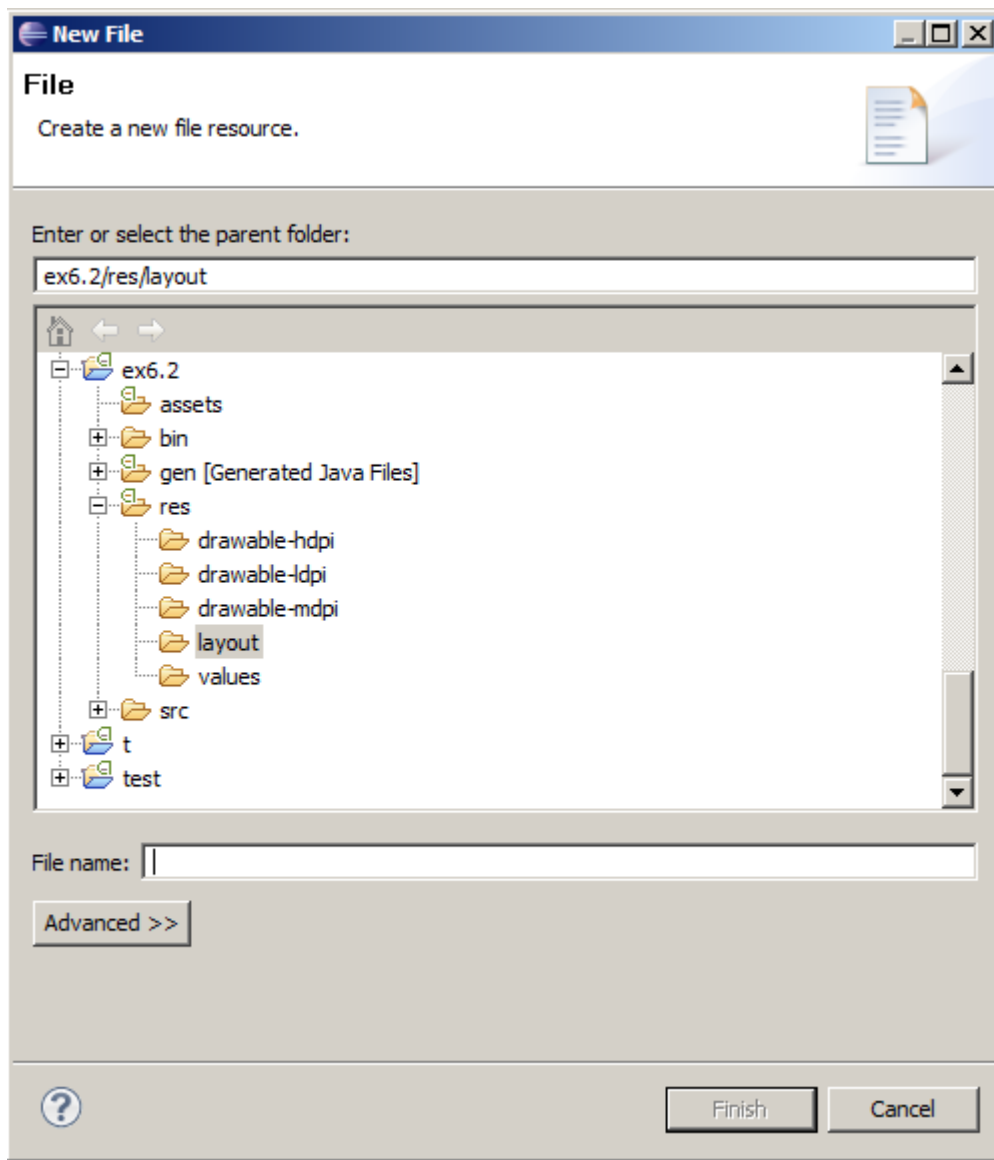 New File
File
Create a new file resource.
Enter or select the parent folder:
ex6.2/res/layout
ex6.2
assets
bin
gen [Generated Java Files]
res
drawable-hdpi
drawable-ldpi
drawable-mdpi
layout
values
src
t
test
File name:
Advanced >>
Finish
Cancel